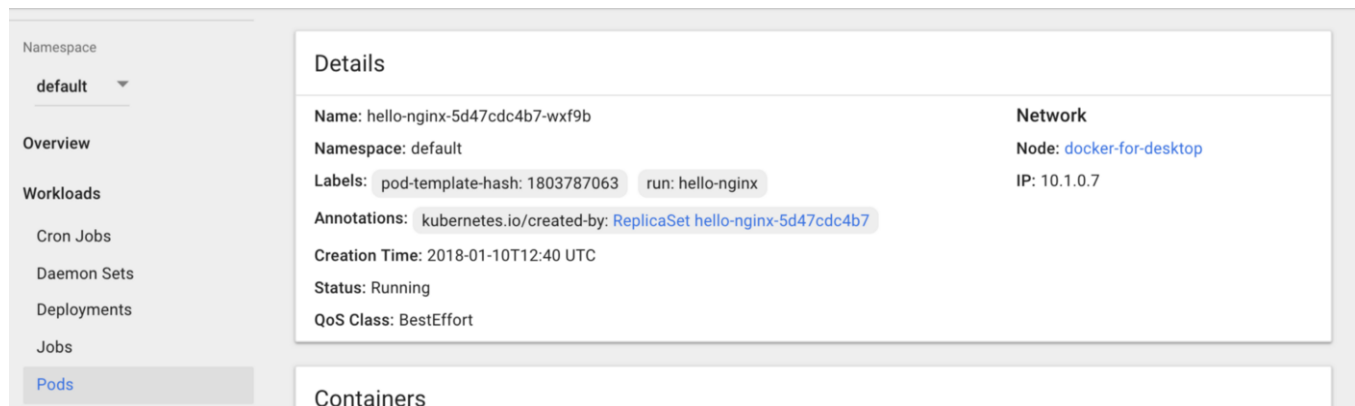 Namespace
default
Overview
Workloads
Cron Jobs
Daemon Sets
Deployments
Jobs
Pods
Details
Name: hello-nginx-5d47cdc4b7-wxf9b
Namespace: default
Labels: pod-template-hash: 1803787063 run: hello-nginx
Annotations: kubernetes.io/created-by: ReplicaSet hello-nginx-5d47cdc4b7
Creation Time: 2018-01-10T12:40 UTC
Status: Running
QoS Class: BestEffort
Network
Node: docker-for-desktop
IP: 10.1.0.7
Containers